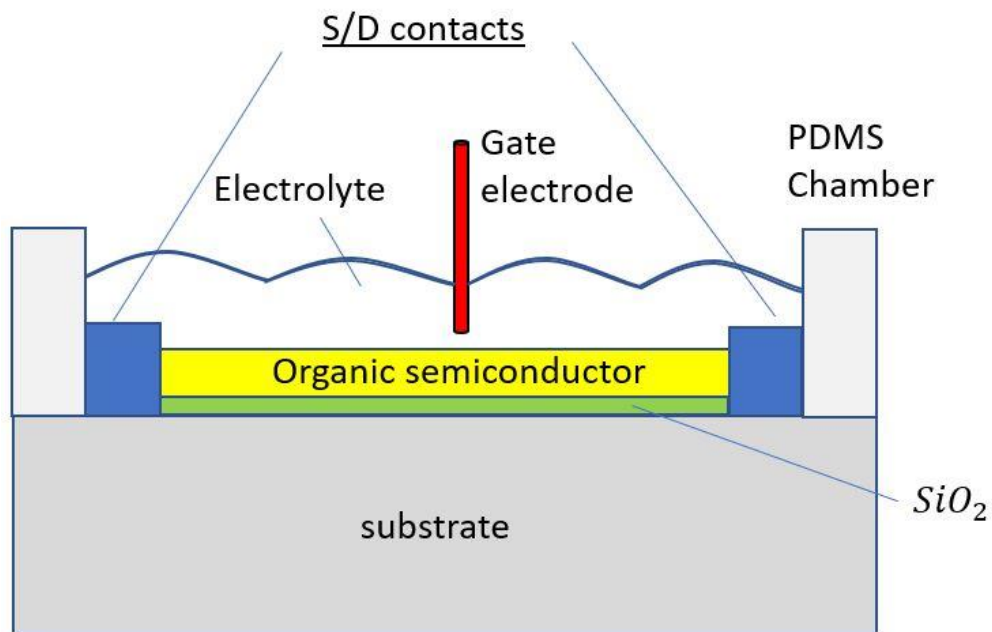 S/D contacts
Gate
electrode
PDMS
Chamber
Electrolyte
Organic semiconductor
SiO₂
substrate